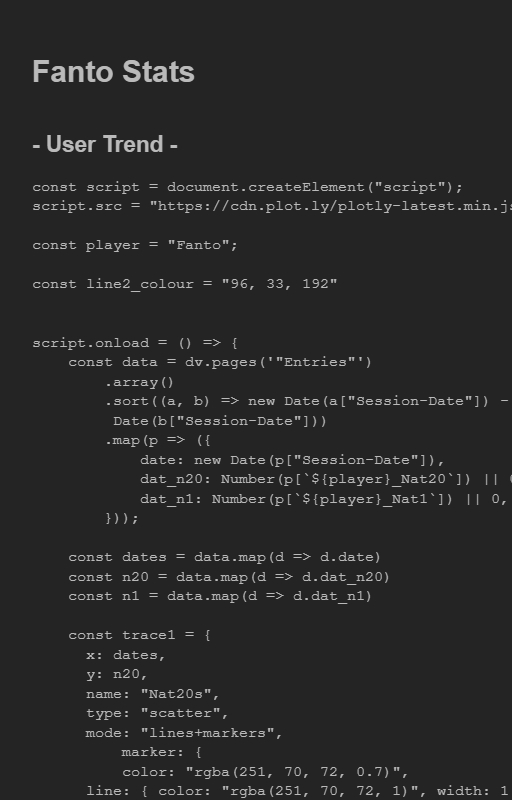 Fanto Stats
- User Trend -
const script = document.createElement("script");
script.src = "https://cdn.plot.ly/plotly-latest.min.js
const player = "Fanto";
const line2_colour = "96, 33, 192"
script.onload = () => {
    const data = dv.pages('"Entries"')
        .array()
        .sort((a, b) => new Date(a["Session-Date"]) -
         Date(b["Session-Date"]))
        .map(p => ({
            date: new Date(p["Session-Date"]),
            dat_n20: Number(p[`${player}_Nat20`]) || 0
            dat_n1: Number(p[`${player}_Nat1`]) || 0,
        }));
    const dates = data.map(d => d.date)
    const n20 = data.map(d => d.dat_n20)
    const n1 = data.map(d => d.dat_n1)
    const trace1 = {
      x: dates,
      y: n20,
      name: "Nat20s",
      type: "scatter",
      mode: "lines+markers",
          marker: {
          color: "rgba(251, 70, 72, 0.7)",
      line: { color: "rgba(251, 70, 72, 1)", width: 1